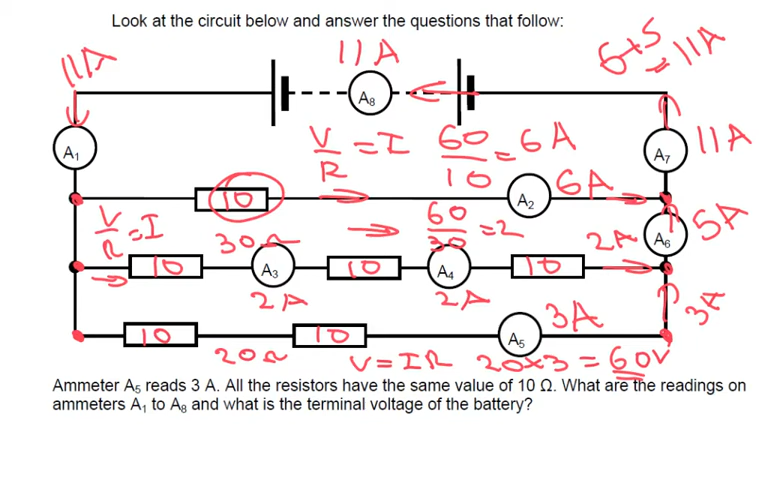 Look at the circuit below and answer the questions that follow:
11A
11A
6+5
= 11A
A8
A1
V/R = I
60/10 = 6A
A7
11A
10
6A
A2
V/R = I
30Ω
60/30 = 2
2A
A6
5A
10
A3
10
A4
10
2A
2A
3A
3A
10
10
A5
20Ω
V = IR 20×3 = 60V
Ammeter A5 reads 3 A. All the resistors have the same value of 10 Ω. What are the readings on
ammeters A1 to A8 and what is the terminal voltage of the battery?